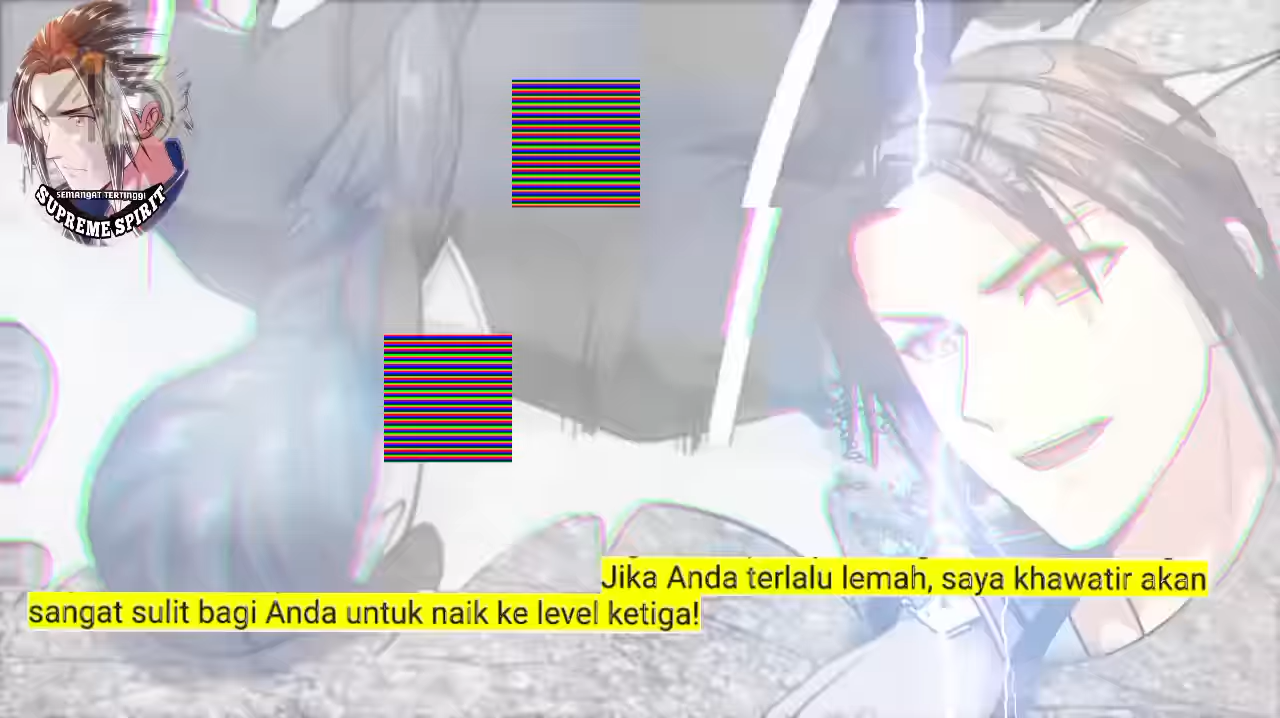 SEMANGAT TERTINGGI
SUPREME SPIRIT
Jika Anda terlalu lemah, saya khawatir akan
sangat sulit bagi Anda untuk naik ke level ketiga!